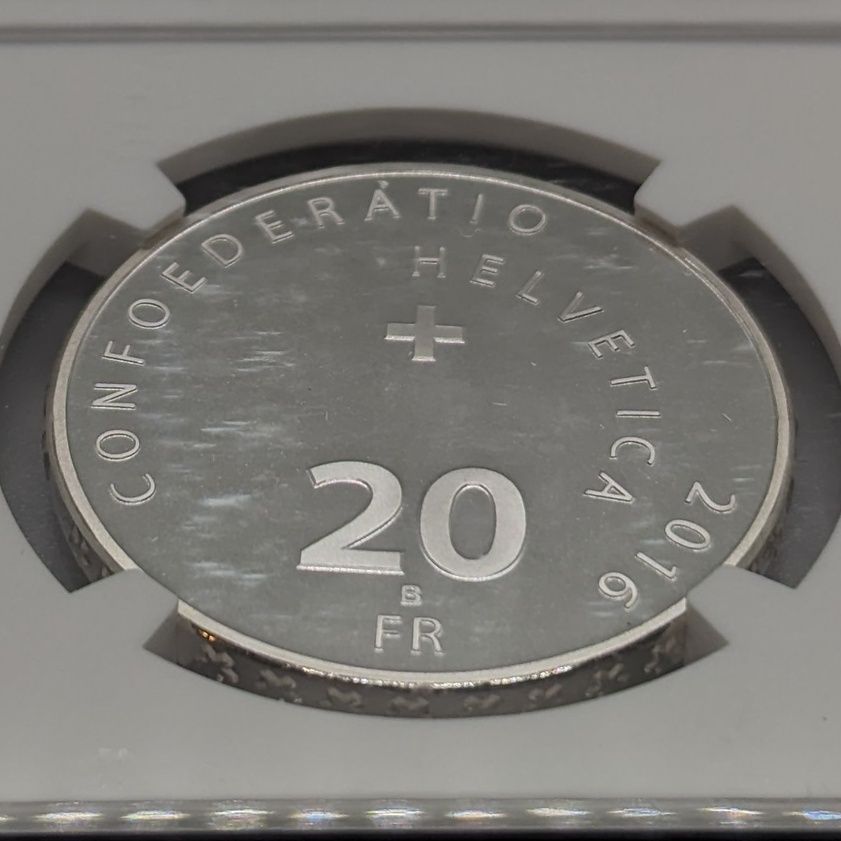 CONFOEDERATIO
HELVETICA
2016
20
B
FR